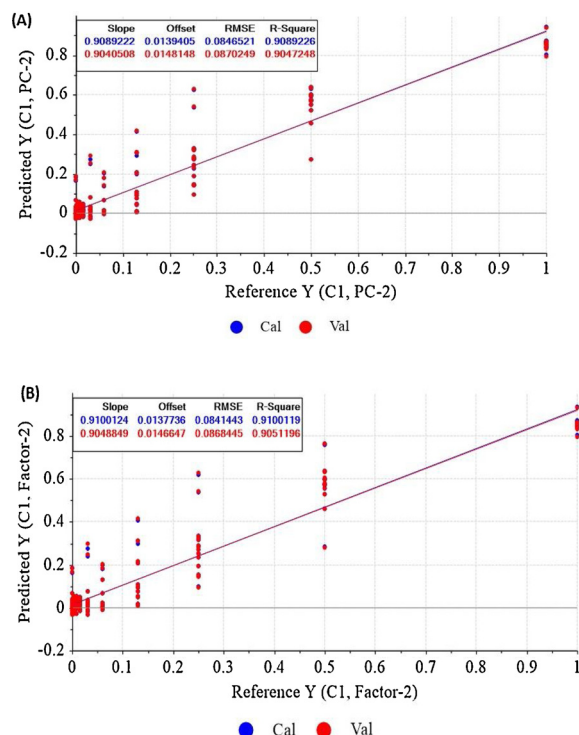 (A)
Slope Offset RMSE R-Square
0.9089222 0.0139405 0.0846521 0.9089226
0.9040508 0.0148148 0.0870249 0.9047248
Predicted Y (C1, PC-2)
0.8
0.6
0.4
0.2
0
-0.2
0 0.1 0.2 0.3 0.4 0.5 0.6 0.7 0.8 0.9 1
Reference Y (C1, PC-2)
Cal Val
(B)
Slope Offset RMSE R-Square
0.9100124 0.0137736 0.0841443 0.9100119
0.9048849 0.0146647 0.0868445 0.9051196
Predicted Y (C1, Factor-2)
0.8
0.6
0.4
0.2
0
-0.2
0 0.1 0.2 0.3 0.4 0.5 0.6 0.7 0.8 0.9 1
Reference Y (C1, Factor-2)
Cal Val